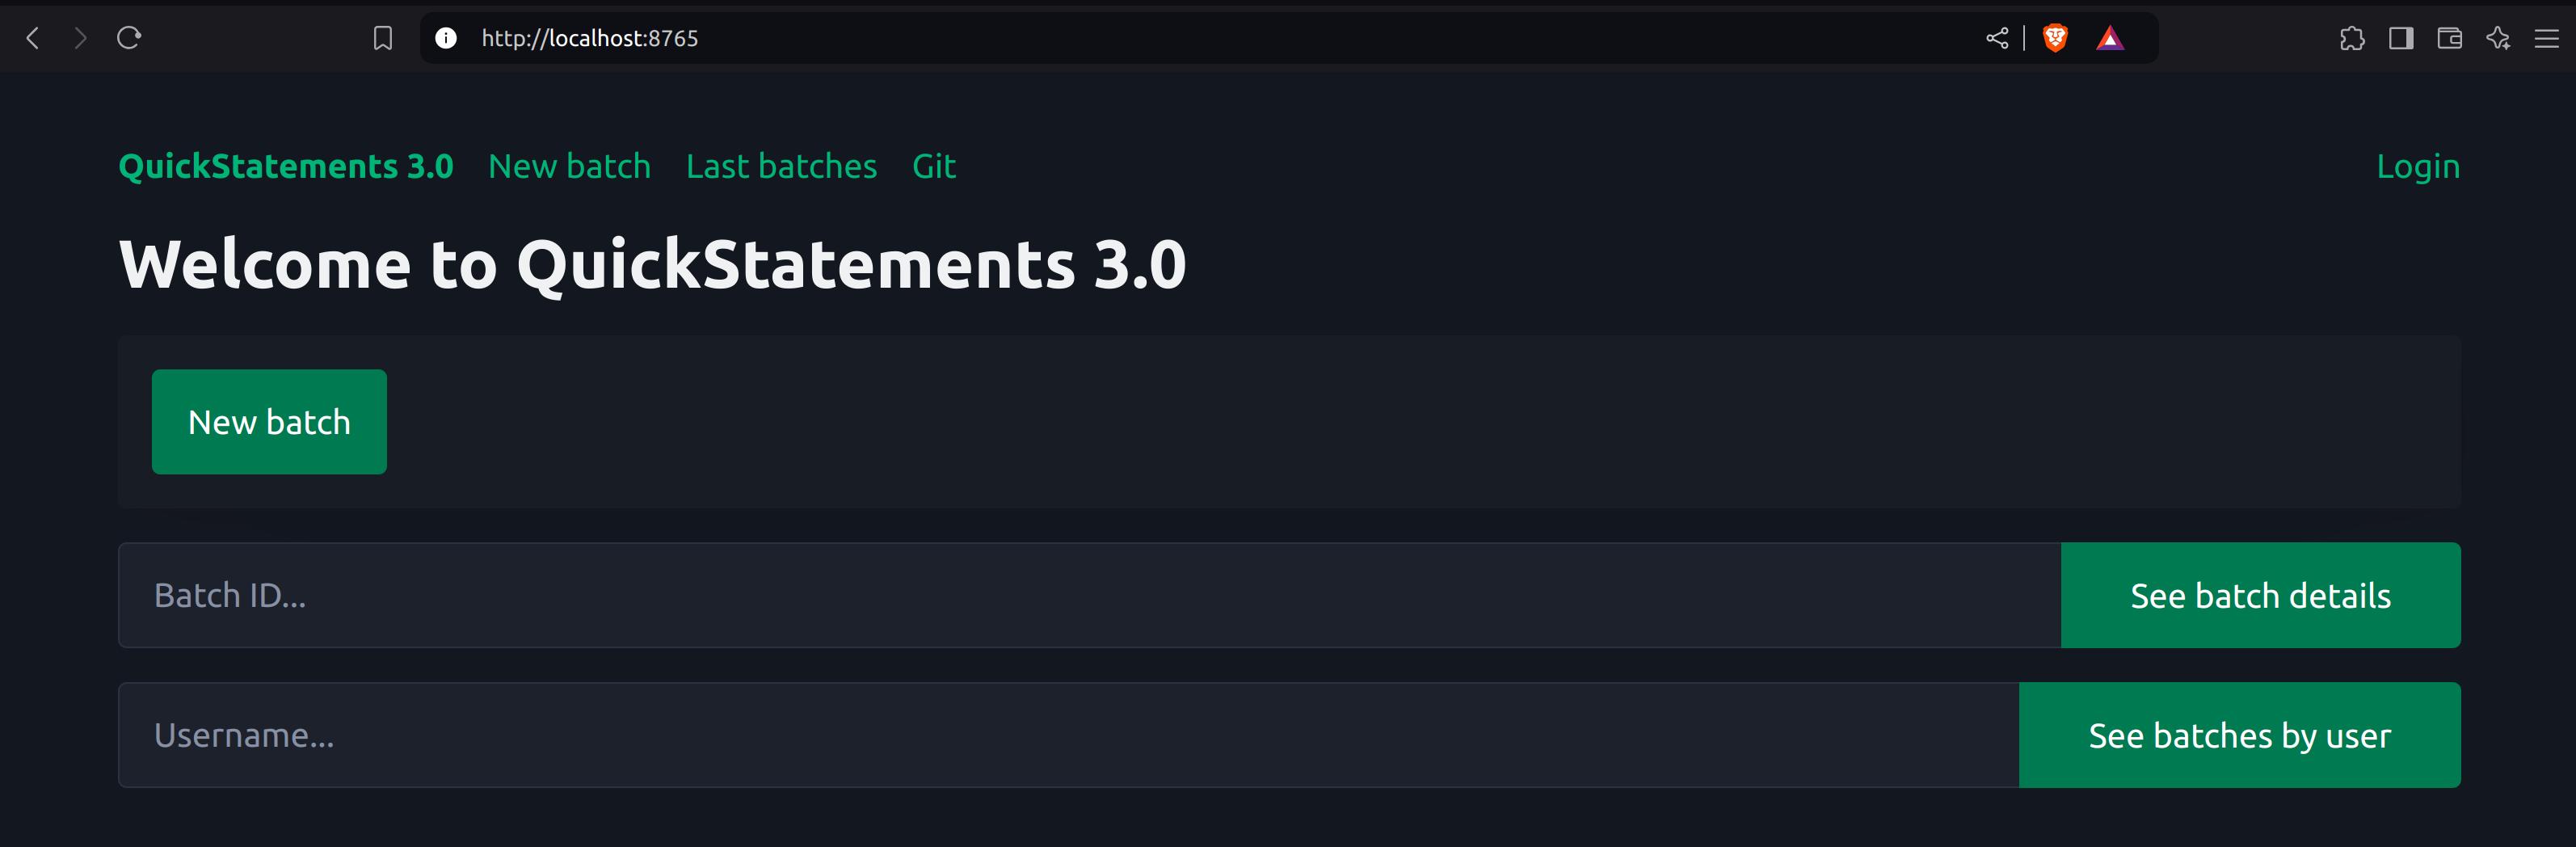 http://localhost:8765
QuickStatements 3.0 New batch Last batches Git Login
Welcome to QuickStatements 3.0
New batch
Batch ID... See batch details
Username... See batches by user